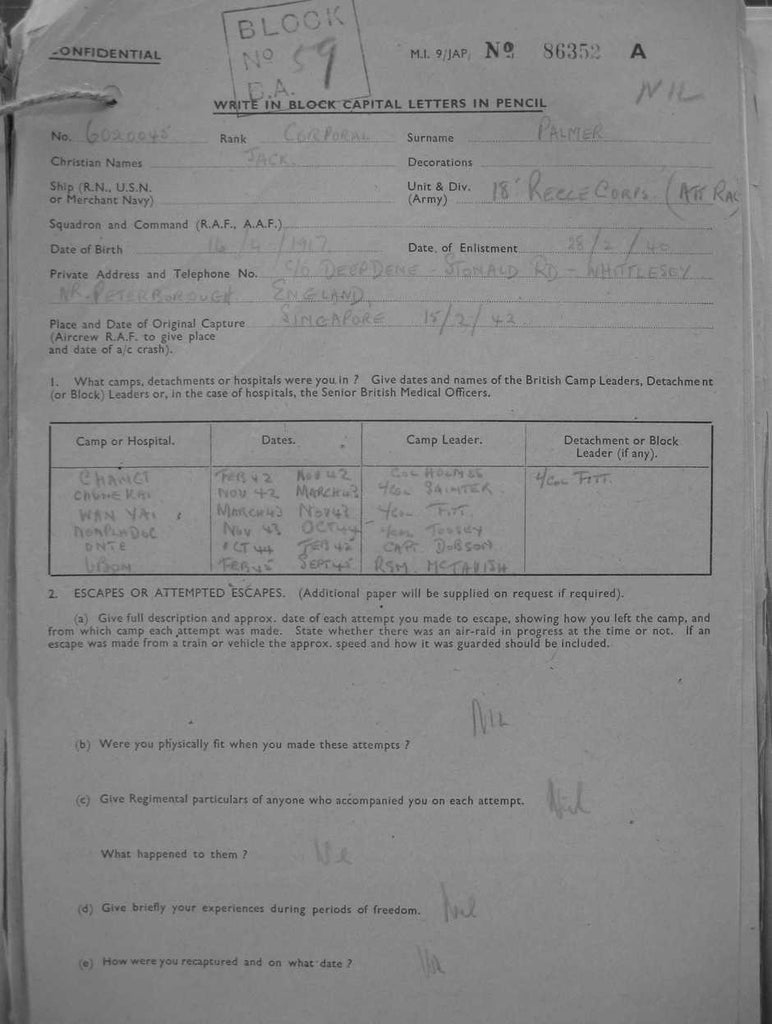 BLOCK
Nº 59
D.A.
CONFIDENTIAL
M.I. 9/JAP/ Nº 86352 A
NIL
WRITE IN BLOCK CAPITAL LETTERS IN PENCIL
No. 6020045 Rank CORPORAL Surname PALMER
Christian Names JACK Decorations
Ship (R.N., U.S.N. or Merchant Navy)
Unit & Div. (Army) 18 RECCE CORPS (ATT RAC
Squadron and Command (R.A.F., A.A.F.)
Date of Birth 16/4/1917 Date of Enlistment 28/2/40
Private Address and Telephone No. C/O DEEPDENE - STONALD RD - WHITTLESEY
NR. PETERBOROUGH ENGLAND
Place and Date of Original Capture SINGAPORE 15/2/42
(Aircrew R.A.F. to give place
and date of a/c crash).
1. What camps, detachments or hospitals were you in ? Give dates and names of the British Camp Leaders, Detachment
(or Block) Leaders or, in the case of hospitals, the Senior British Medical Officers.
Camp or Hospital. Dates. Camp Leader. Detachment or Block Leader (if any).
CHANGI FEB 42 NOV 42 COL HOLMES
CHUNEKAI NOV 42 MARCH 43
WAN YAI MARCH 43 NOV 43
NOV 43 OCT 44 TOOSEY
OCT 44 FEB CAPT DOBSON
UBON FEB 45 SEPT 45 RSM. MCTAVISH
2. ESCAPES OR ATTEMPTED ESCAPES. (Additional paper will be supplied on request if required).
(a) Give full description and approx. date of each attempt you made to escape, showing how you left the camp, and
from which camp each attempt was made. State whether there was an air-raid in progress at the time or not. If an
escape was made from a train or vehicle the approx. speed and how it was guarded should be included.
NIL
(b) Were you physically fit when you made these attempts ?
(c) Give Regimental particulars of anyone who accompanied you on each attempt. Nil
What happened to them ?
(d) Give briefly your experiences during periods of freedom. Nil
(e) How were you recaptured and on what date ?